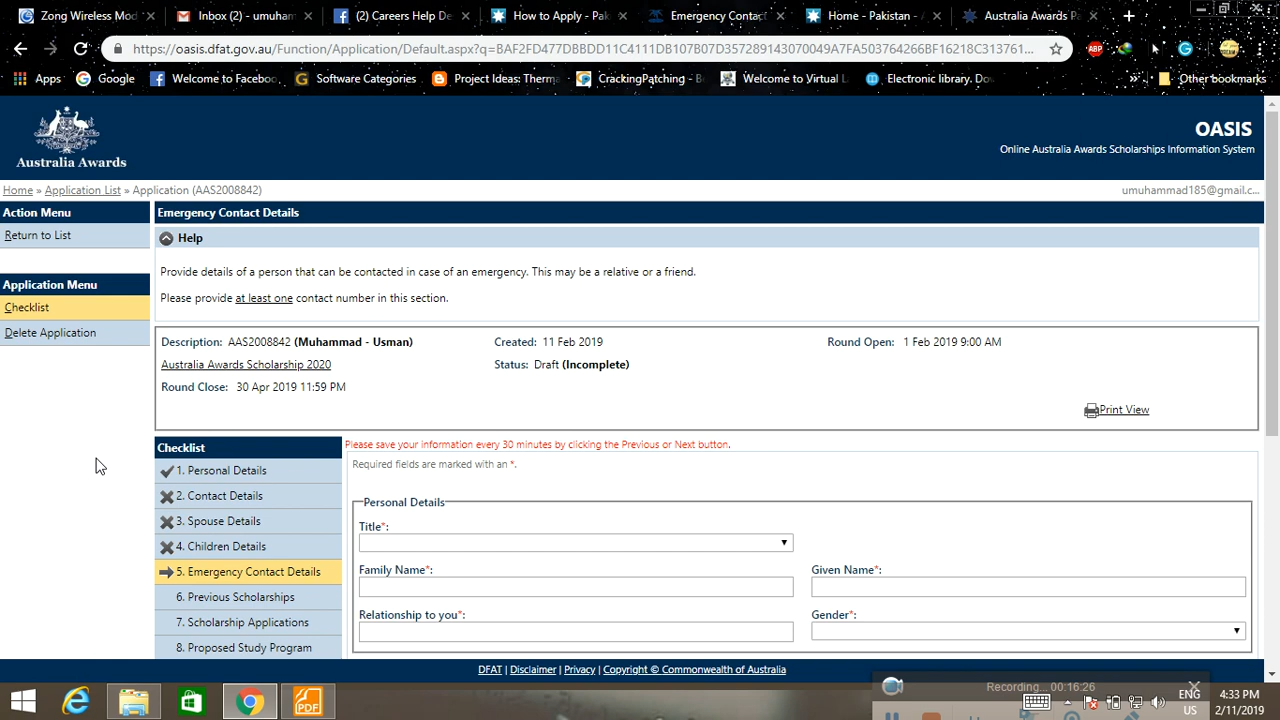 Zong Wireless Mod
Inbox (2) - umuham
(2) Careers Help De
How to Apply - Pak
Emergency Contact
Home - Pakistan -
Australia Awards P
https://oasis.dfat.gov.au/Function/Application/Default.aspx?q=BAF2FD477DBBDD11C4111DB107B07D357289143070049A7FA503764266BF16218C313761...
ABP
Apps
Google
Welcome to Faceboo
Software Categories
Project Ideas: Therma
CrackingPatching - B
Welcome to Virtual L
Electronic library. Do
»
Other bookmarks
Australia Awards
OASIS
Online Australia Awards Scholarships Information System
Home » Application List » Application (AAS2008842)
umuhammad185@gmail.c...
Action Menu
Return to List
Application Menu
Checklist
Delete Application
Emergency Contact Details
Help
Provide details of a person that can be contacted in case of an emergency. This may be a relative or a friend.
Please provide at least one contact number in this section.
Description: AAS2008842 (Muhammad - Usman)
Created: 11 Feb 2019
Round Open: 1 Feb 2019 9:00 AM
Australia Awards Scholarship 2020
Status: Draft (Incomplete)
Round Close: 30 Apr 2019 11:59 PM
Print View
Checklist
1. Personal Details
2. Contact Details
3. Spouse Details
4. Children Details
5. Emergency Contact Details
6. Previous Scholarships
7. Scholarship Applications
8. Proposed Study Program
Please save your information every 30 minutes by clicking the Previous or Next button.
Required fields are marked with an *.
Personal Details
Title*:
Family Name*:
Given Name*:
Relationship to you*:
Gender*:
DFAT | Disclaimer | Privacy | Copyright © Commonwealth of Australia
Recording... 00:16:26
PDF
ENG
US
4:33 PM
2/11/2019